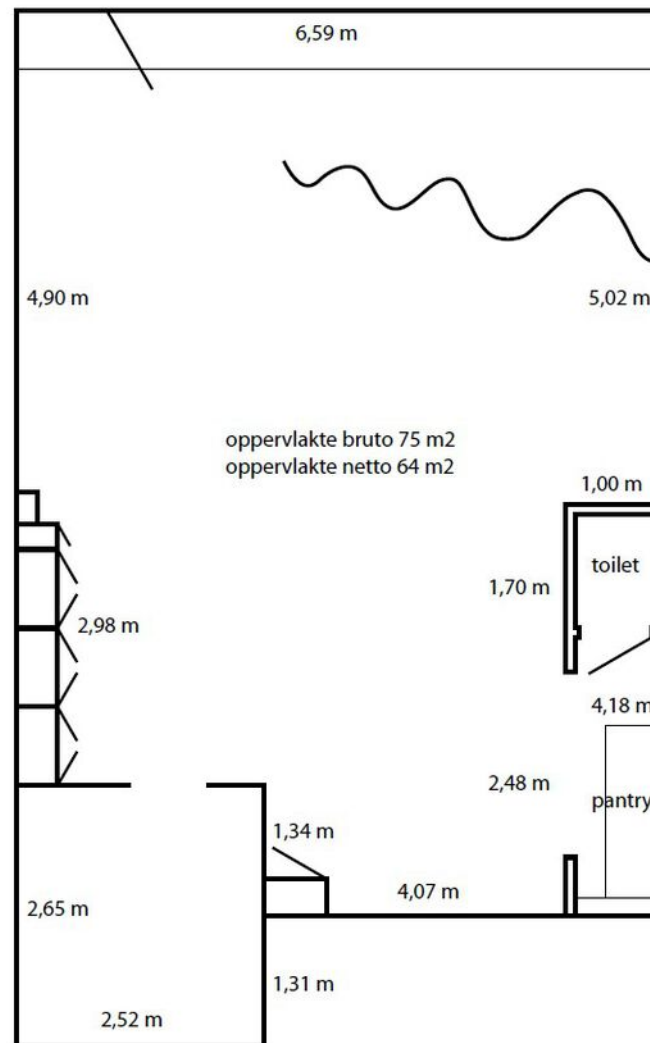 6,59 m
4,90 m
5,02 m
oppervlakte bruto 75 m2
oppervlakte netto 64 m2
1,00 m
toilet
1,70 m
2,98 m
4,18 m
2,48 m
pantry
1,34 m
4,07 m
2,65 m
1,31 m
2,52 m